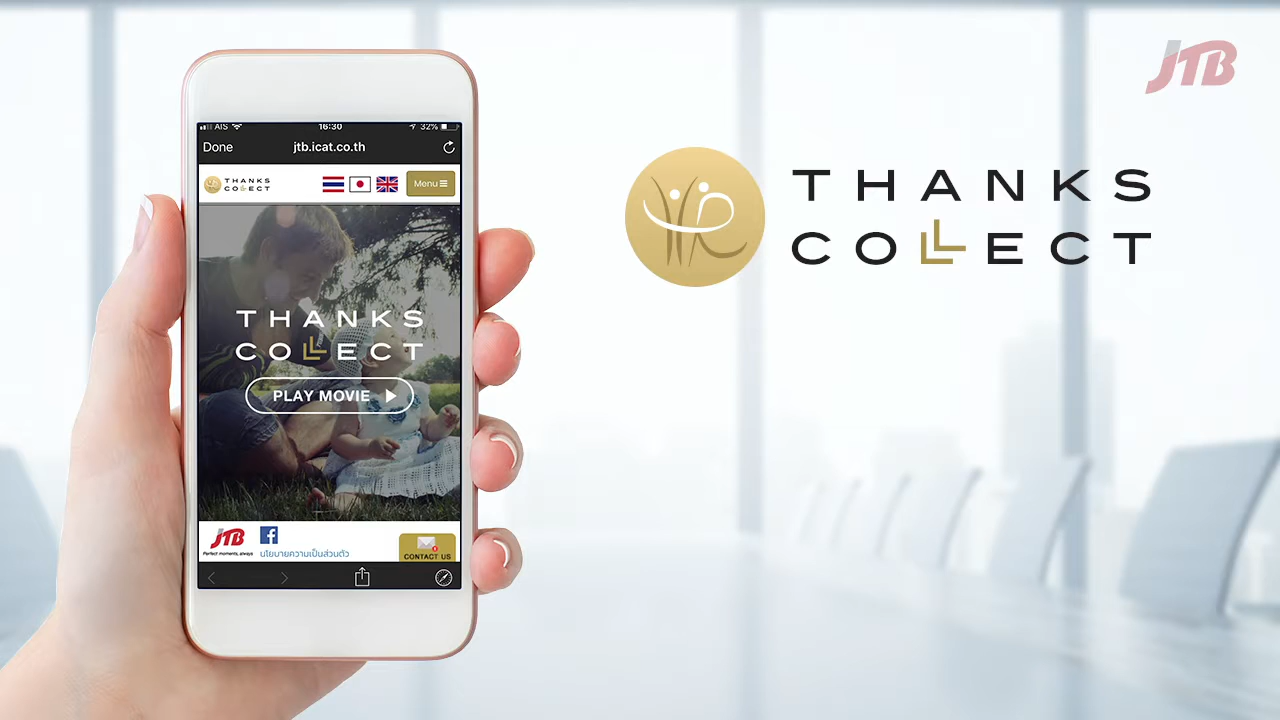 JTB
AIS
16:30
32%
Done
jtb.icat.co.th
THANKS
COLLECT
Menu
THANKS
COLLECT
PLAY MOVIE
JTB
Perfect moments, always
นโยบายความเป็นส่วนตัว
CONTACT US
THANKS
COLLECT